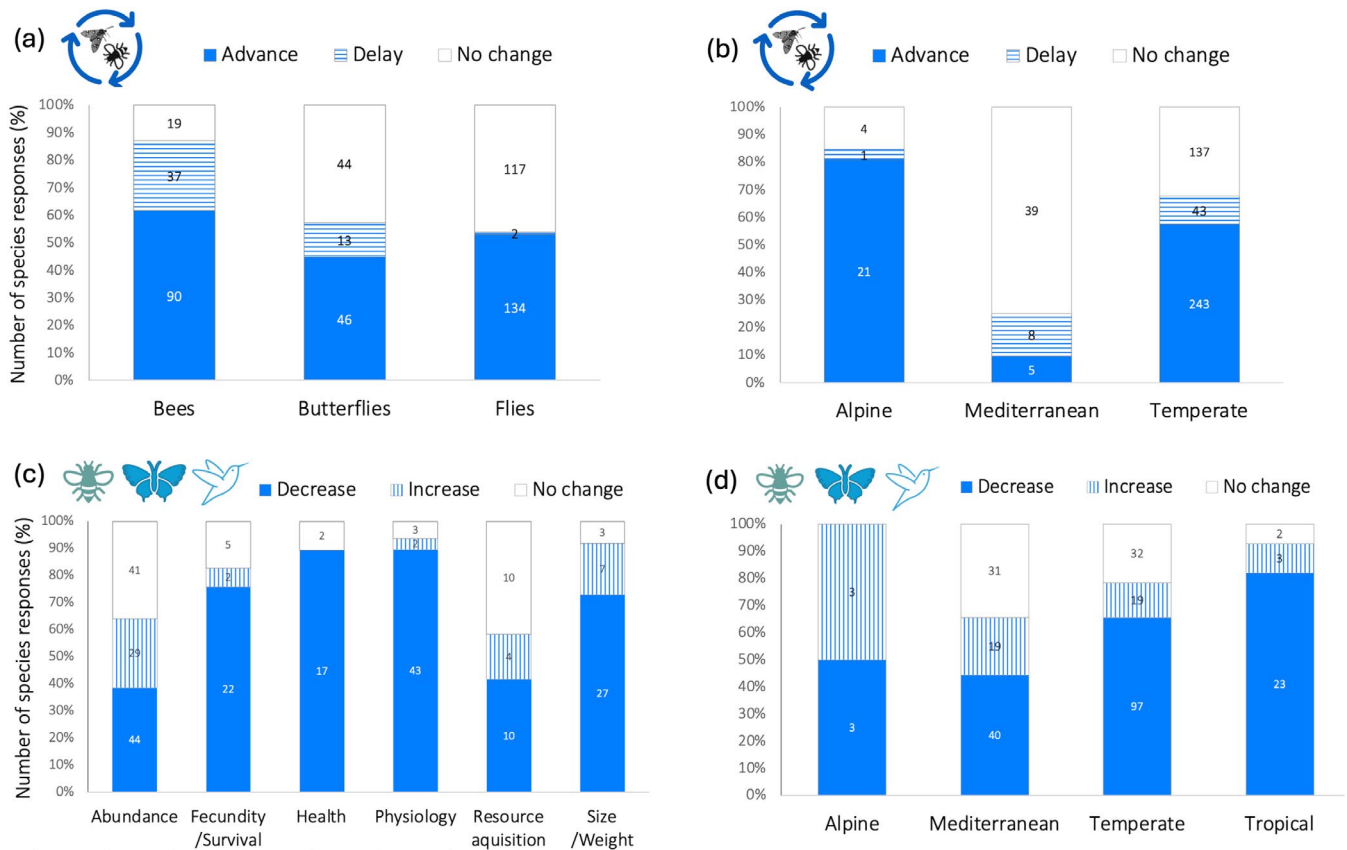 (a)
Advance Delay No change
Number of species responses (%)
100%
90%
80%
70%
60%
50%
40%
30%
20%
10%
0%
19 44 117
37 13 2
90 46 134
Bees Butterflies Flies
(b)
Advance Delay No change
100%
90%
80%
70%
60%
50%
40%
30%
20%
10%
0%
4 39 137
1 8 43
21 5 243
Alpine Mediterranean Temperate
(c)
Decrease Increase No change
Number of species responses (%)
100%
90%
80%
70%
60%
50%
40%
30%
20%
10%
0%
41 5 2 3 10 3
29 2 2 4 7
44 22 17 43 10 27
Abundance Fecundity Health Physiology Resource Size
/Survival aquisition /Weight
(d)
Decrease Increase No change
100%
90%
80%
70%
60%
50%
40%
30%
20%
10%
0%
31 32 2
3 19 19 3
3 40 97 23
Alpine Mediterranean Temperate Tropical